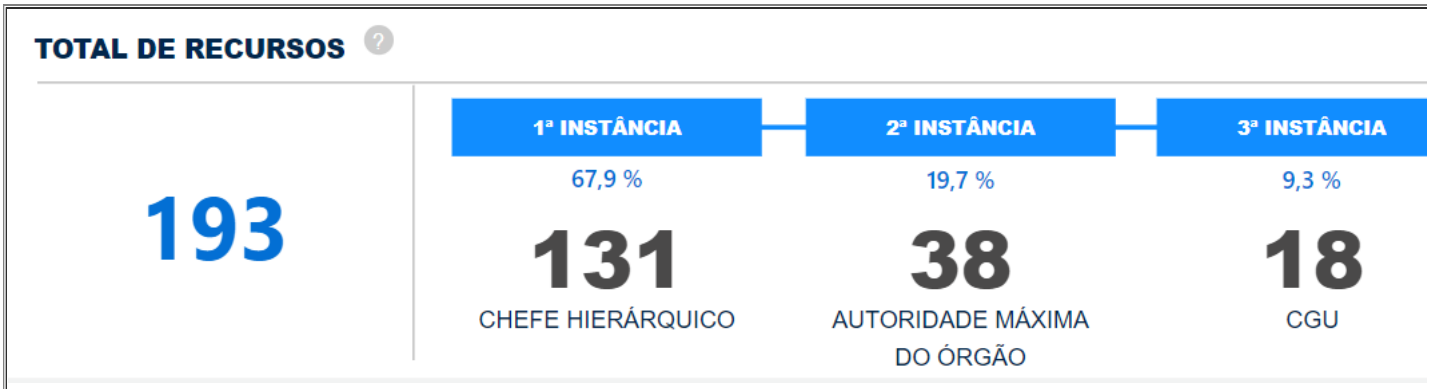 TOTAL DE RECURSOS ?
1ª INSTÂNCIA 2ª INSTÂNCIA 3ª INSTÂNCIA
67,9 % 19,7 % 9,3 %
193
131 38 18
CHEFE HIERÁRQUICO AUTORIDADE MÁXIMA CGU
DO ÓRGÃO